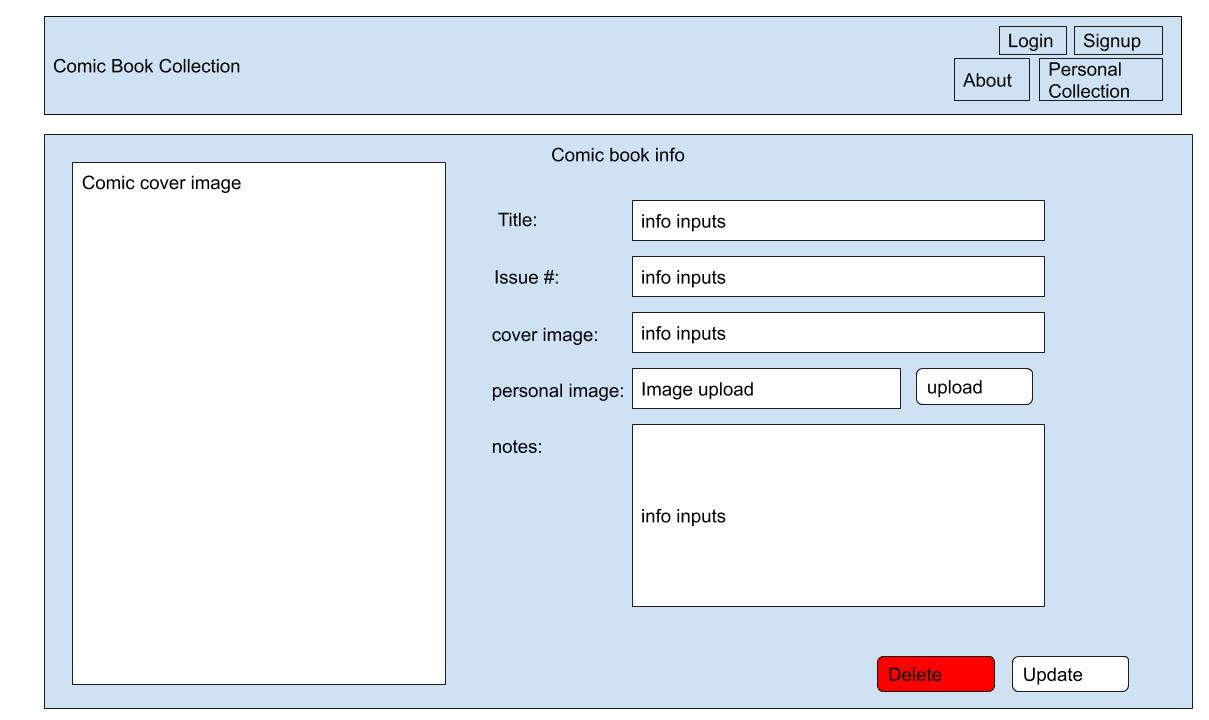 Comic Book Collection
Login
Signup
About
Personal
Collection
Comic book info
Comic cover image
Title:
info inputs
Issue #:
info inputs
cover image:
info inputs
personal image:
Image upload
upload
notes:
info inputs
Delete
Update